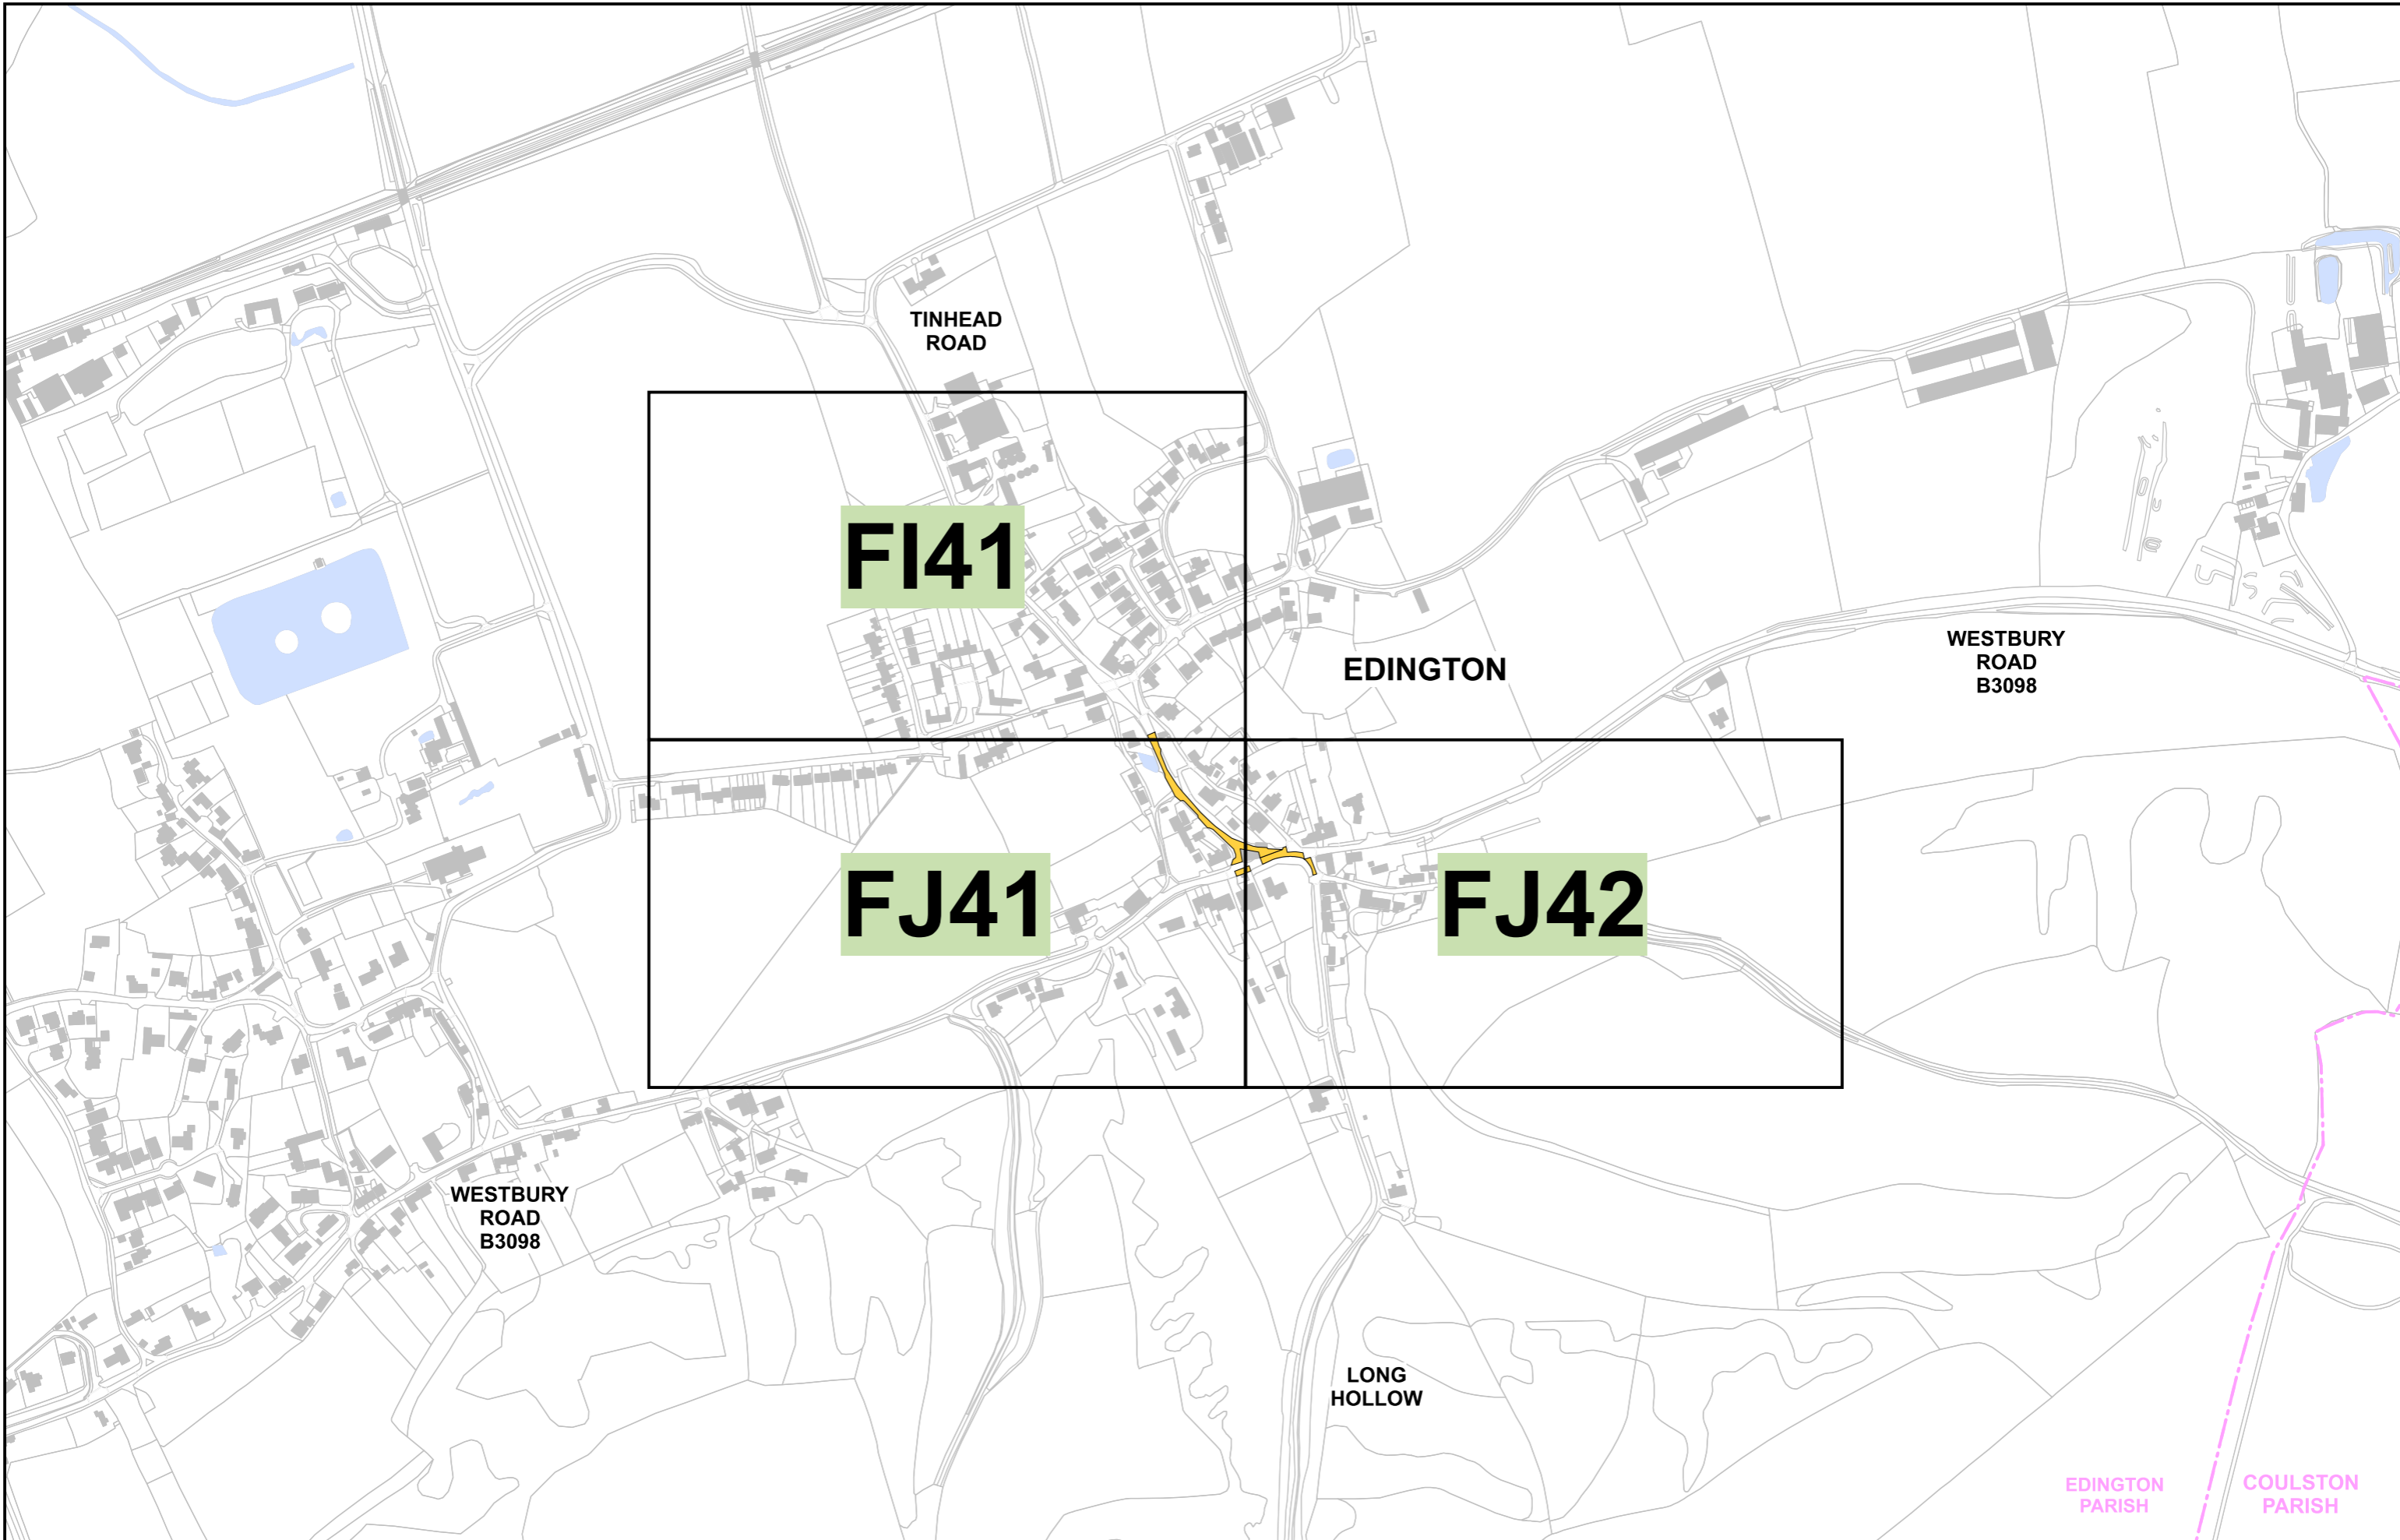 TINHEAD
ROAD
FI41
EDINGTON
WESTBURY
ROAD
B3098
FJ41
FJ42
WESTBURY
ROAD
B3098
LONG
HOLLOW
EDINGTON
PARISH
COULSTON
PARISH